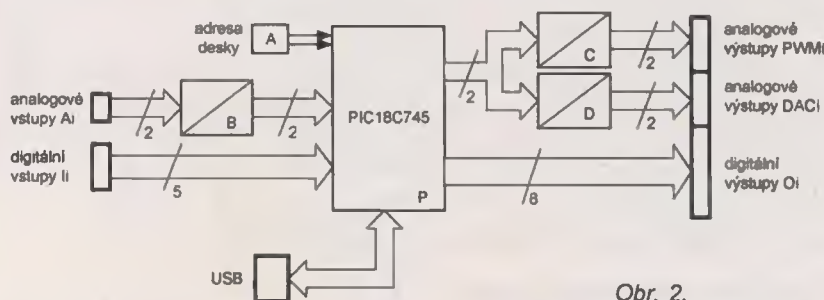 adresa
desky
A
analogové
vstupy Ai
2
B
2
digitální
vstupy Ii
5
PIC18C745
P
USB
2
C
2
analogové
výstupy PWMi
D
2
analogové
výstupy DACi
8
digitální
výstupy Oi
Obr. 2.